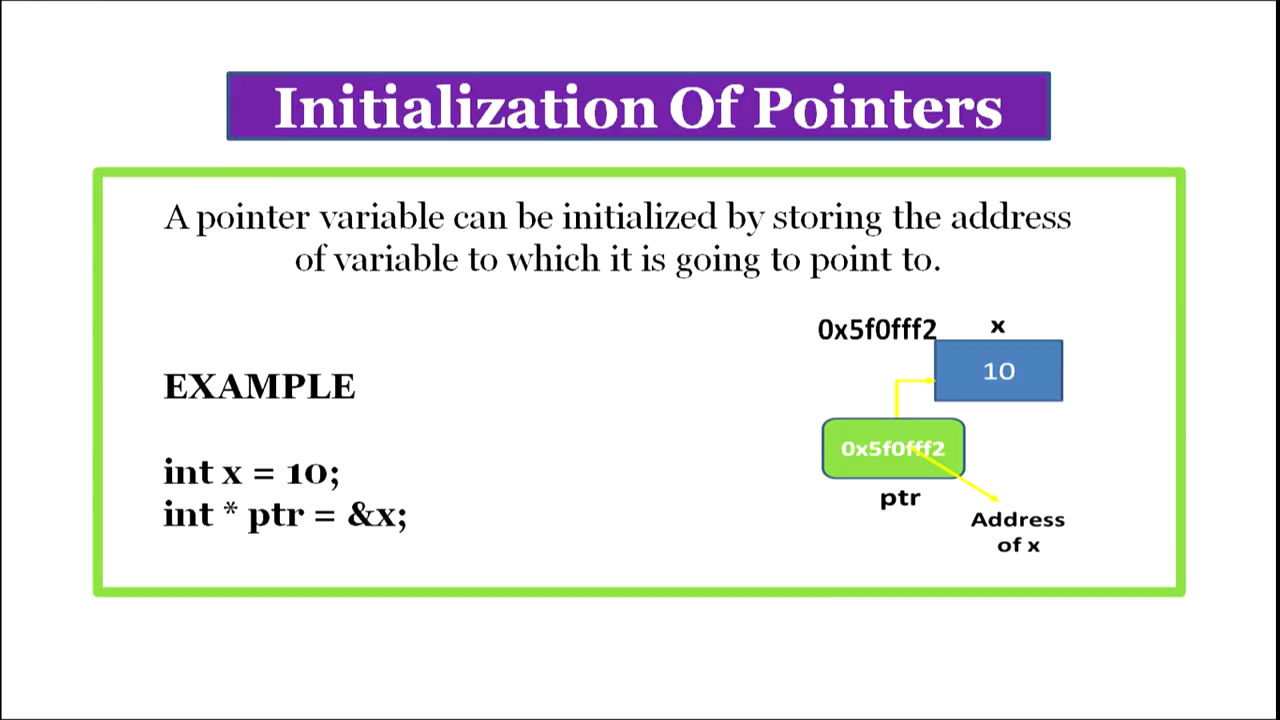 Initialization Of Pointers
A pointer variable can be initialized by storing the address
of variable to which it is going to point to.
0x5f0fff2
x
10
EXAMPLE
0x5f0fff2
int x = 10;
int * ptr = &x;
ptr
Address
of x